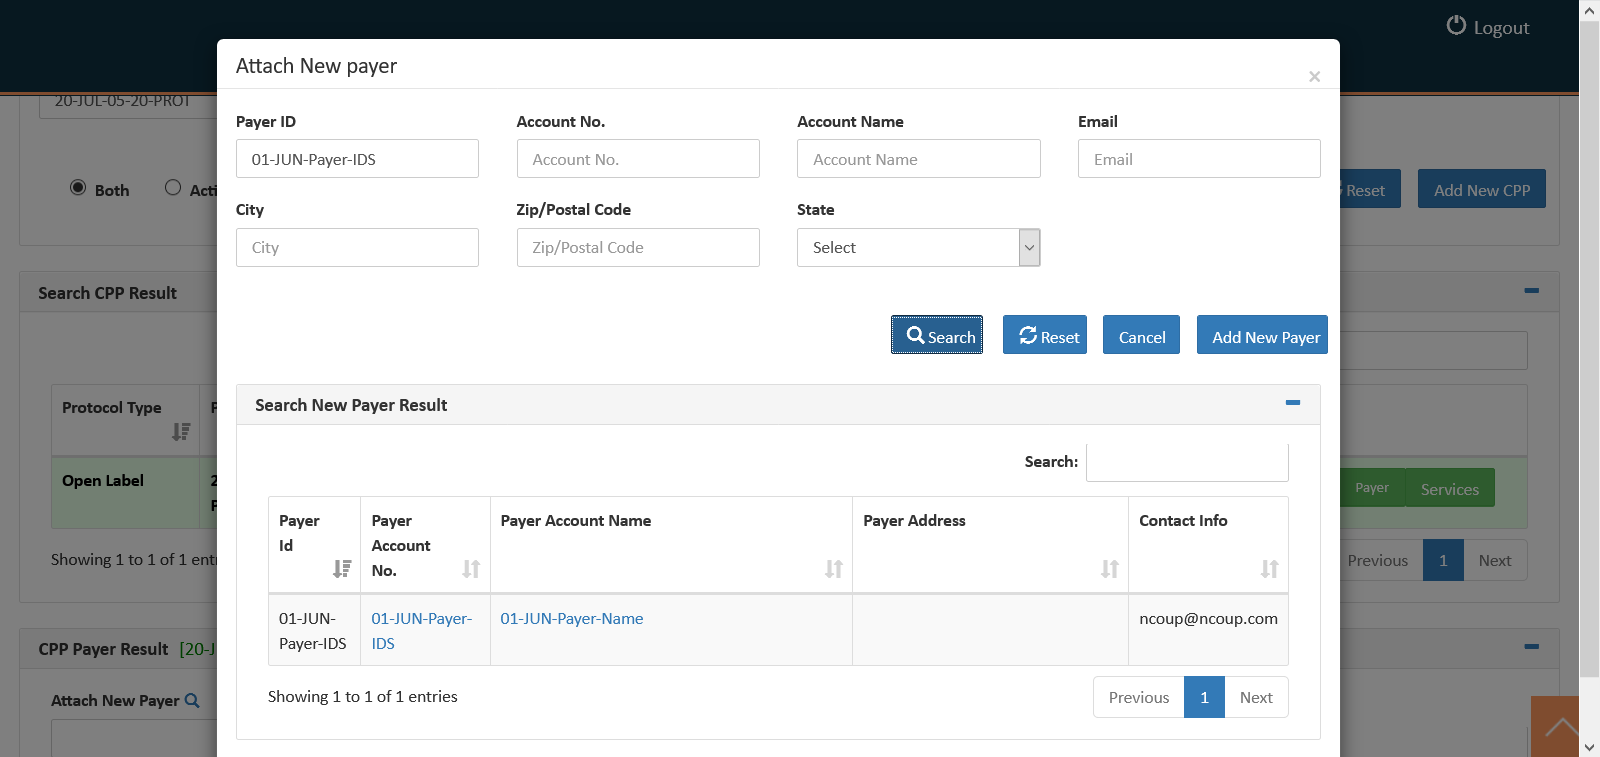 Logout
Attach New payer
×
20-JUL-05-20-PROT
Payer ID
Account No.
Account Name
Email
01-JUN-Payer-IDS
Account No.
Account Name
Email
Both
Reset
Add New CPP
City
Zip/Postal Code
State
City
Zip/Postal Code
Select
Search CPP Result
Search
Reset
Cancel
Add New Payer
Search New Payer Result
Protocol Type
Search:
Open Label
Payer
Services
Payer Id
Payer Account No.
Payer Account Name
Payer Address
Contact Info
Showing 1 to 1 of 1
Previous
1
Next
01-JUN-Payer-IDS
01-JUN-Payer-IDS
01-JUN-Payer-Name
ncoup@ncoup.com
CPP Payer Result
Attach New Payer
Showing 1 to 1 of 1 entries
Previous
1
Next